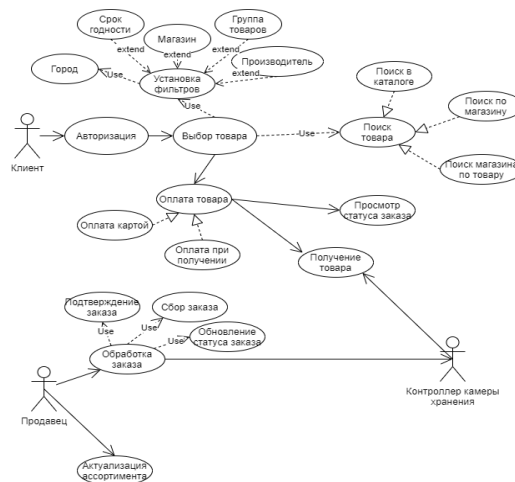 Срок
годности
extend
Магазин
extend
Группа
товаров
extend
Производитель
extend
Город
Use
Установка
фильтров
Use
Поиск в
каталоге
Поиск по
магазину
Клиент
Авторизация
Выбор товара
Use
Поиск
товара
Поиск магазина
по товару
Оплата товара
Просмотр
статуса заказа
Оплата картой
Оплата при
получении
Получение
товара
Подтверждение
заказа
Use
Сбор заказа
Use
Обновление
статуса заказа
Use
Обработка
заказа
Продавец
Контроллер камеры
хранения
Актуализация
ассортимента